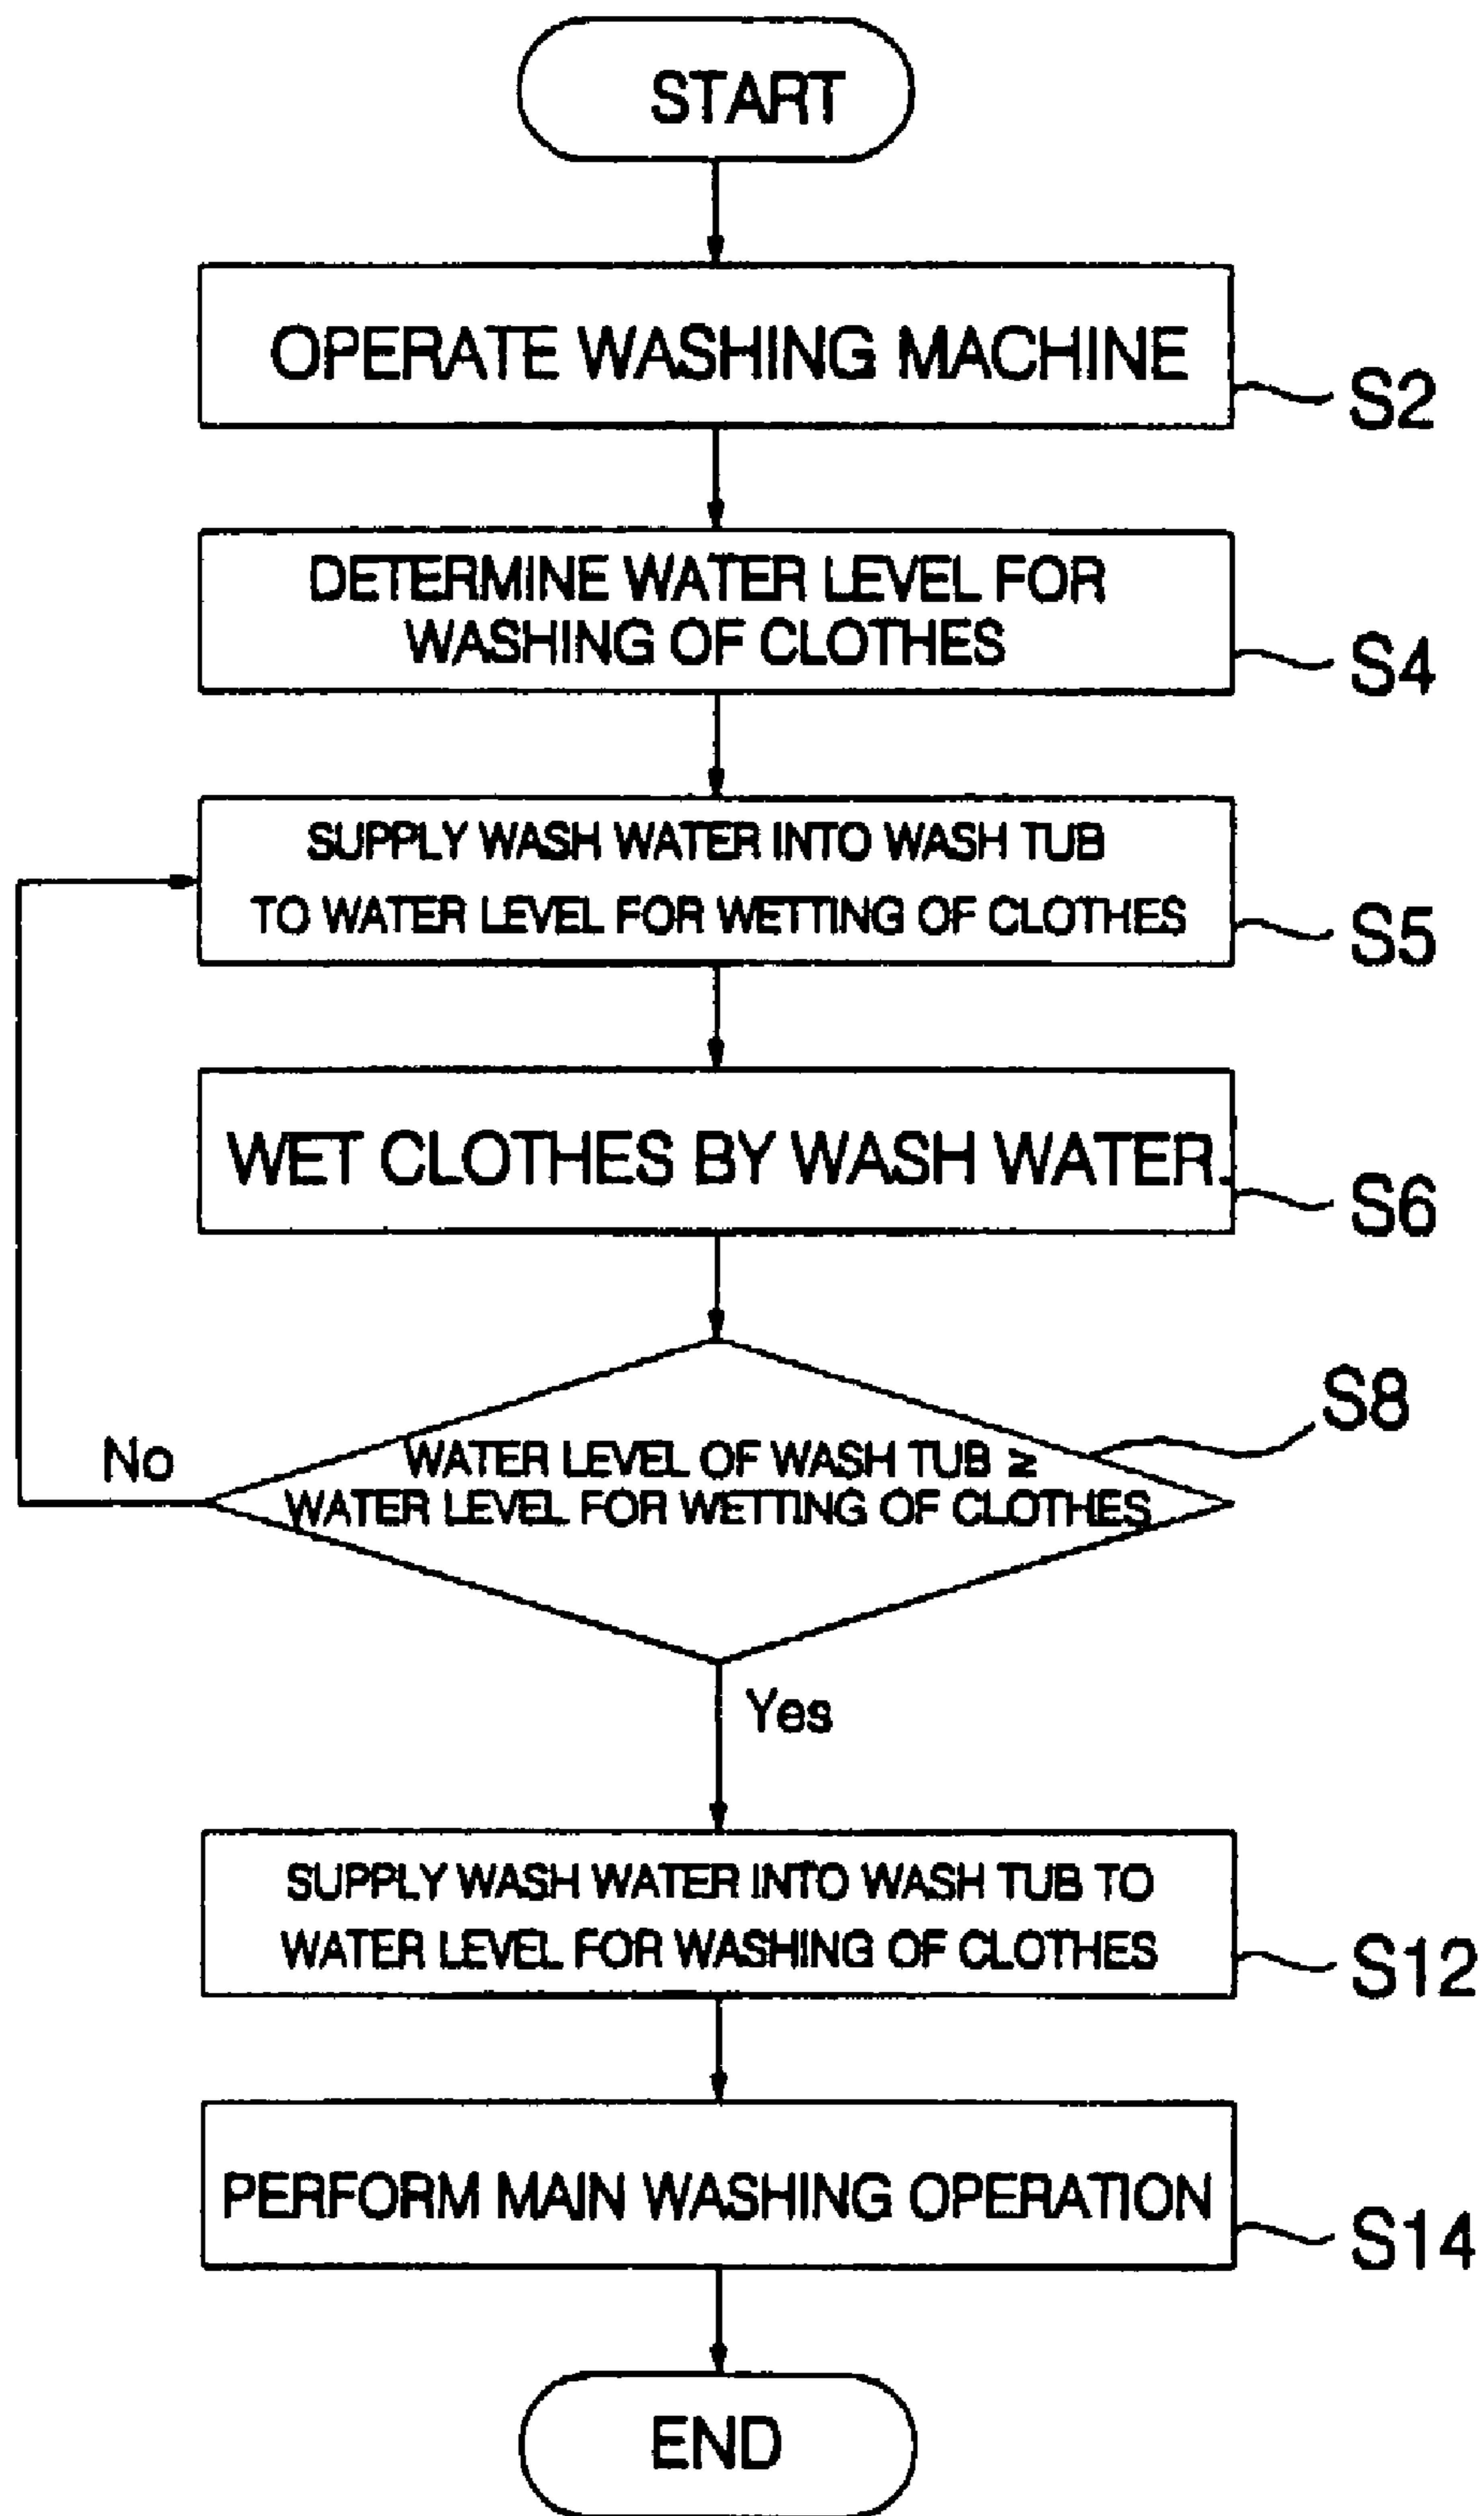 START
OPERATE WASHING MACHINE
S2
DETERMINE WATER LEVEL FOR
WASHING OF CLOTHES
S4
SUPPLY WASH WATER INTO WASH TUB
TO WATER LEVEL FOR WETTING OF CLOTHES
S5
WET CLOTHES BY WASH WATER.
S6
S8
WATER LEVEL OF WASH TUB ≥
WATER LEVEL FOR WETTING OF CLOTHES
No
Yes
SUPPLY WASH WATER INTO WASH TUB TO
WATER LEVEL FOR WASHING OF CLOTHES
S12
PERFORM MAIN WASHING OPERATION
S14
END